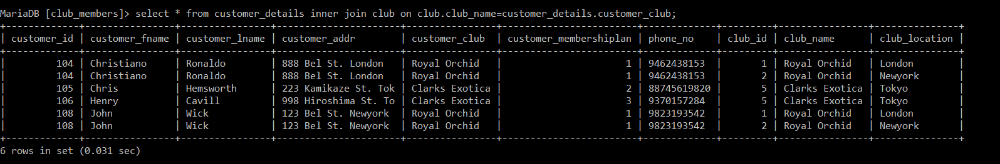 MariaDB [club_members]> select * from customer_details inner join club on club.club_name=customer_details.customer_club;
+-------------+----------------+----------------+----------------------+----------------+-------------------------+-------------+---------+----------------+---------------+
| customer_id | customer_fname | customer_lname | customer_addr        | customer_club  | customer_membershiplan | phone_no    | club_id | club_name      | club_location |
+-------------+----------------+----------------+----------------------+----------------+-------------------------+-------------+---------+----------------+---------------+
|         104 | Christiano     | Ronaldo        | 888 Bel St. London   | Royal Orchid   |                      1 | 9462438153  |       1 | Royal Orchid   | London        |
|         104 | Christiano     | Ronaldo        | 888 Bel St. London   | Royal Orchid   |                      1 | 9462438153  |       2 | Royal Orchid   | Newyork       |
|         105 | Chris          | Hemsworth      | 223 Kamikaze St. Tok | Clarks Exotica |                      2 | 88745619820 |       5 | Clarks Exotica | Tokyo         |
|         106 | Henry          | Cavill         | 998 Hiroshima St. To | Clarks Exotica |                      3 | 9370157284  |       5 | Clarks Exotica | Tokyo         |
|         108 | John           | Wick           | 123 Bel St. Newyork  | Royal Orchid   |                      1 | 9823193542  |       1 | Royal Orchid   | London        |
|         108 | John           | Wick           | 123 Bel St. Newyork  | Royal Orchid   |                      1 | 9823193542  |       2 | Royal Orchid   | Newyork       |
+-------------+----------------+----------------+----------------------+----------------+-------------------------+-------------+---------+----------------+---------------+
6 rows in set (0.031 sec)